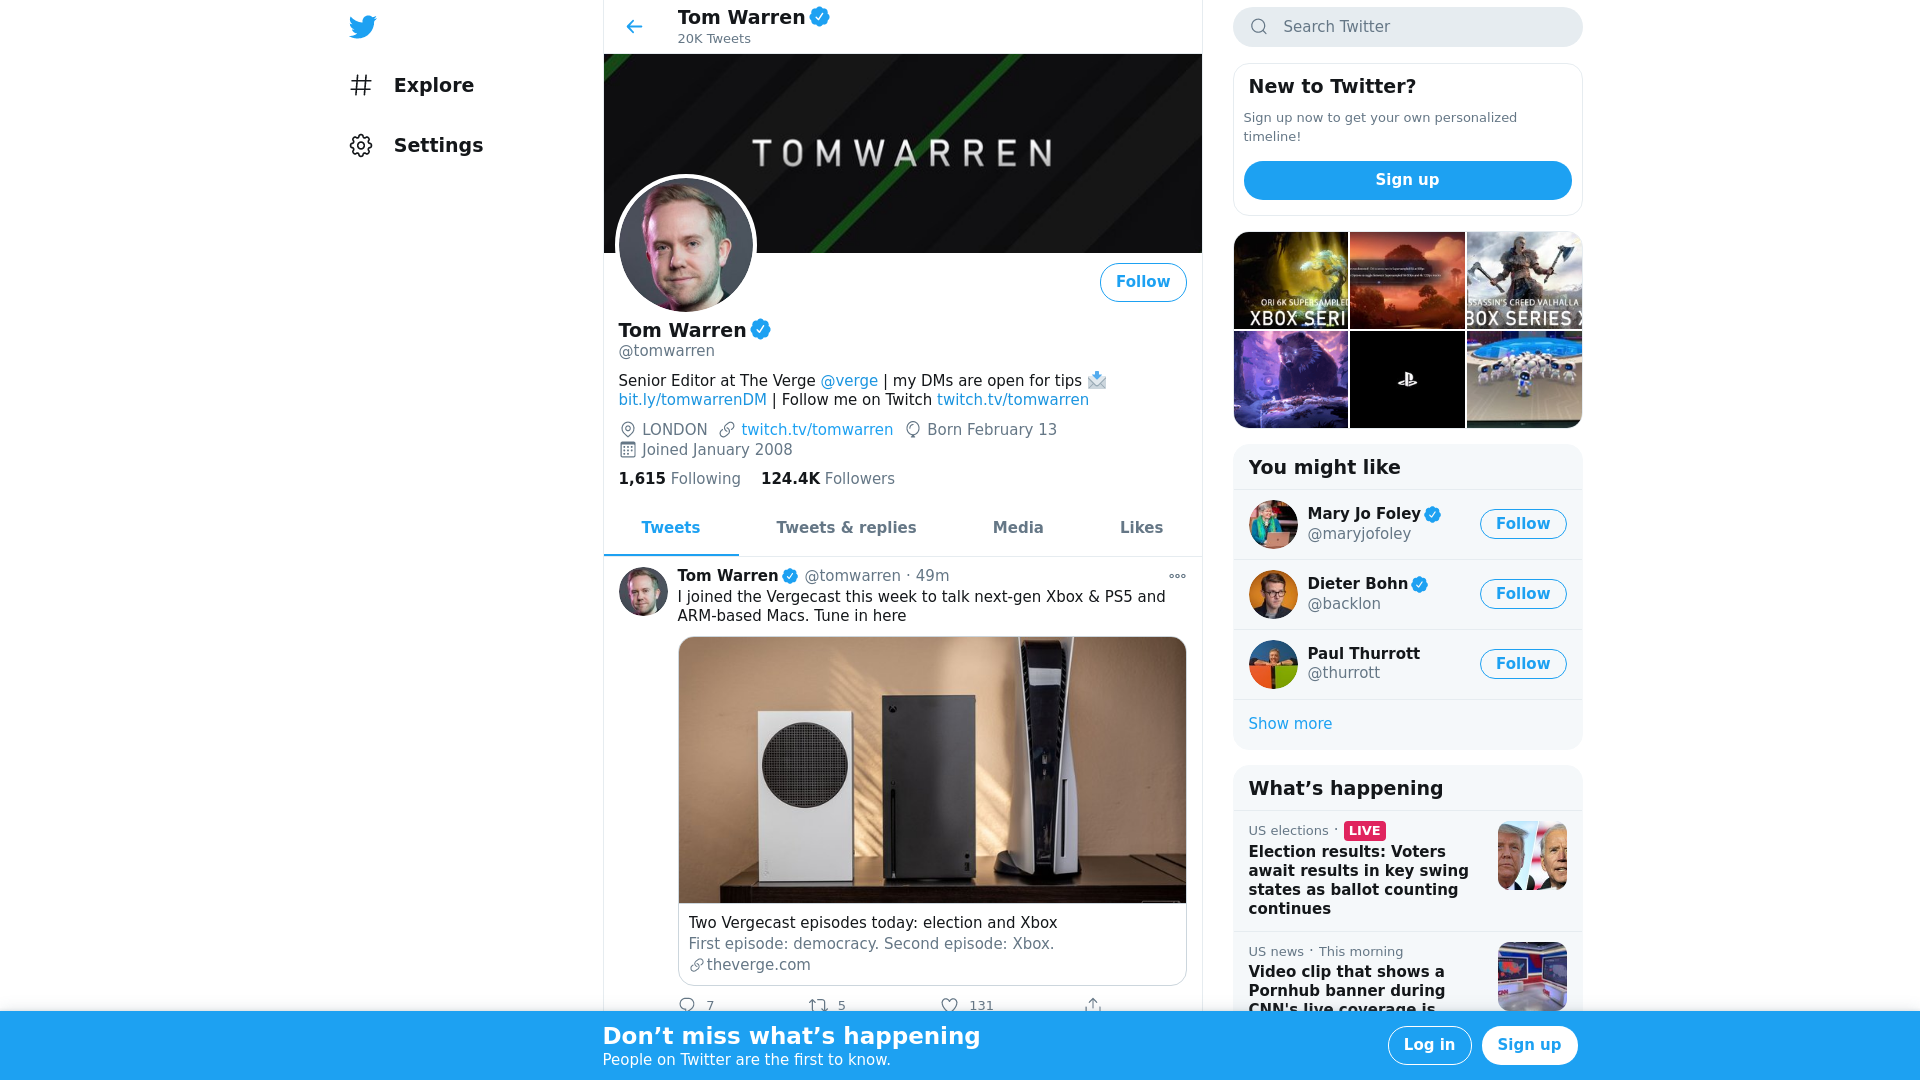 Explore
Settings
Tom Warren
20K Tweets
TOMWARREN
Follow
Tom Warren
@tomwarren
Senior Editor at The Verge @verge | my DMs are open for tips
bit.ly/tomwarrenDM | Follow me on Twitch twitch.tv/tomwarren
LONDON twitch.tv/tomwarren Born February 13
Joined January 2008
1,615 Following 124.4K Followers
Tweets Tweets & replies Media Likes
Tom Warren @tomwarren · 49m
I joined the Vergecast this week to talk next-gen Xbox & PS5 and
ARM-based Macs. Tune in here
Two Vergecast episodes today: election and Xbox
First episode: democracy. Second episode: Xbox.
theverge.com
7 5 131
Search Twitter
New to Twitter?
Sign up now to get your own personalized
timeline!
Sign up
ORI 6K SUPERSAMPLED
XBOX SERI
SSASSIN'S CREED VALHALLA
BOX SERIES X
You might like
Mary Jo Foley
@maryjofoley
Follow
Dieter Bohn
@backlon
Follow
Paul Thurrott
@thurrott
Follow
Show more
What’s happening
US elections · LIVE
Election results: Voters
await results in key swing
states as ballot counting
continues
US news · This morning
Video clip that shows a
Pornhub banner during
CNN's live coverage is
Don’t miss what’s happening
People on Twitter are the first to know.
Log in
Sign up